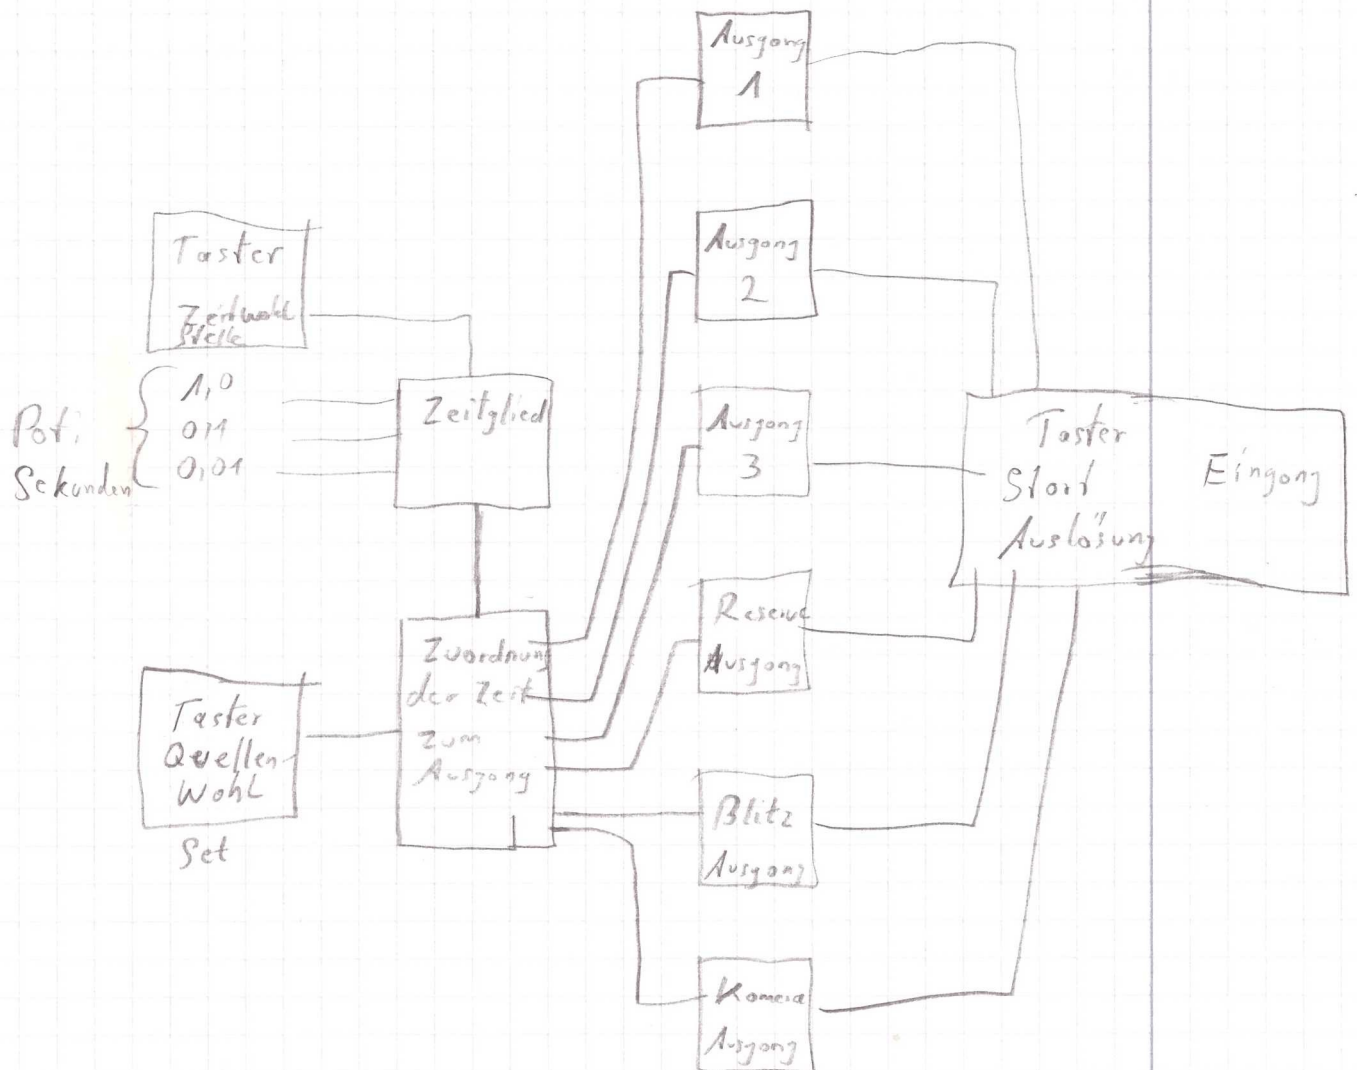 Ausgang
1
Ausgang
2
Taster
Zeitwahl
Stelle
Poti
Sekunden
1,0
0,1
0,01
Zeitglied
Ausgang
3
Taster
Start
Auslösung
Eingang
Reserve
Ausgang
Zuordnung
der Zeit
Zum
Ausgang
Taster
Quellen
Wahl
Set
Blitz
Ausgang
Kamera
Ausgang